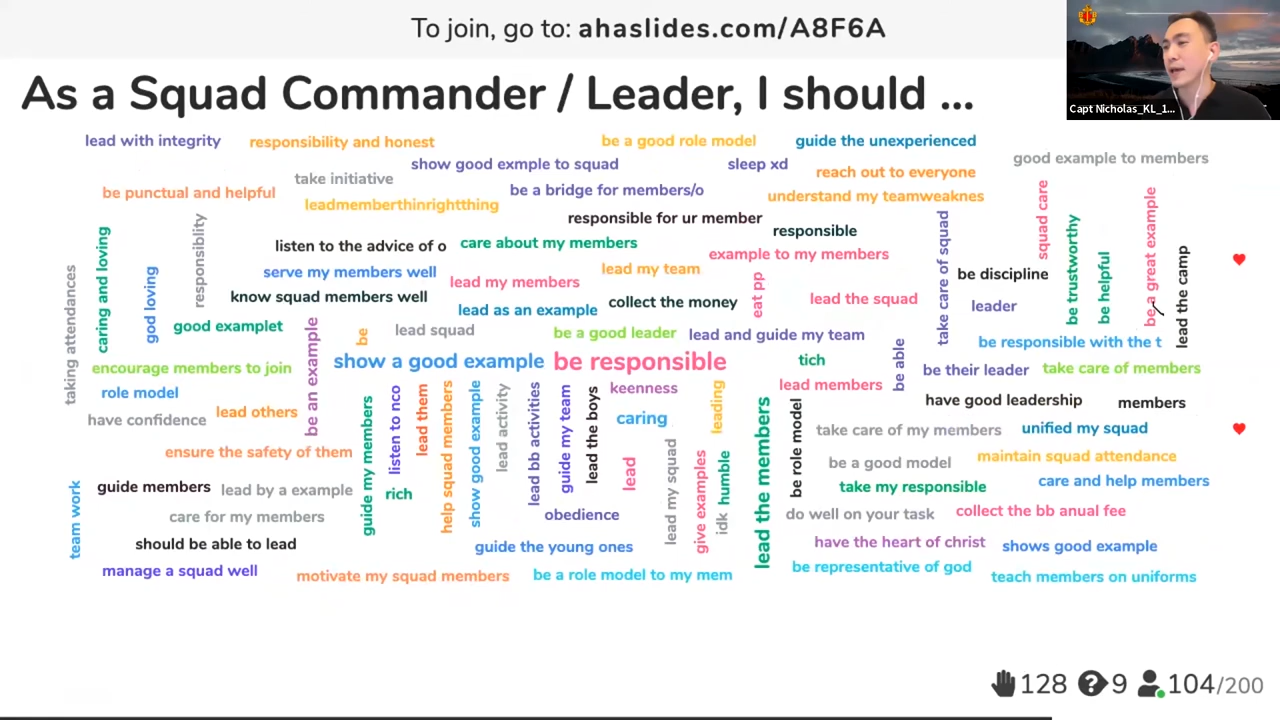 To join, go to: ahaslides.com/A8F6A
Capt Nicholas_KL_1...
As a Squad Commander / Leader, I should ...
lead with integrity
responsibility and honest
be a good role model
guide the unexperienced
show good exmple to squad
sleep xd
good example to members
take initiative
reach out to everyone
be punctual and helpful
be a bridge for members/o
understand my teamweaknes
leadmemberthinrightthing
responsible for ur member
responsible
listen to the advice of o
care about my members
example to my members
serve my members well
lead my members
lead my team
be discipline
know squad members well
lead as an example
collect the money
eat pp
lead the squad
leader
taking attendances
caring and loving
god loving
responsiblity
take care of squad
squad care
be trustworthy
be helpful
be a great example
lead the camp
good examplet
be an example
be
lead squad
be a good leader
lead and guide my team
be responsible with the t
show a good example
be responsible
tich
be able
encourage members to join
be their leader
take care of members
role model
keenness
lead members
have good leadership
members
have confidence
lead others
caring
leading
take care of my members
unified my squad
ensure the safety of them
be a good model
maintain squad attendance
guide my members
listen to nco
lead them
help squad members
show good example
lead activity
lead bb activities
guide my team
lead the boys
lead
lead my squad
give examples
humble
idk
lead the members
be role model
team work
guide members
lead by a example
rich
take my responsible
care and help members
care for my members
obedience
do well on your task
collect the bb anual fee
should be able to lead
guide the young ones
have the heart of christ
shows good example
manage a squad well
motivate my squad members
be a role model to my mem
be representative of god
teach members on uniforms
128 9 104/200